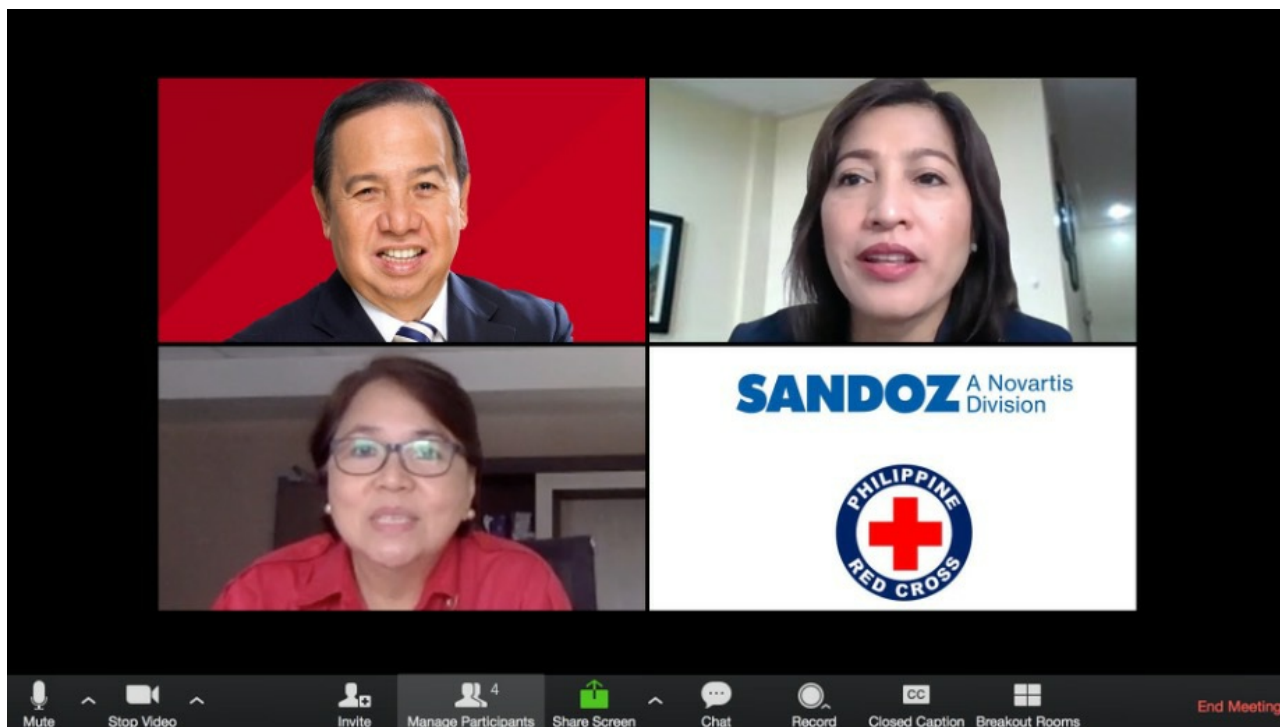 SANDOZ A Novartis
Division
PHILIPPINE
RED CROSS
4
Mute
Stop Video
Invite
Manage Participants
Share Screen
Chat
CC
Record
Closed Caption
Breakout Rooms
End Meeting